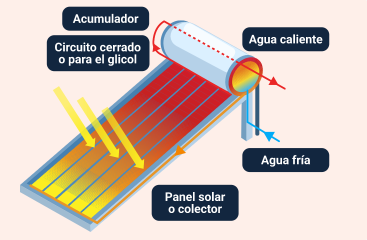 Acumulador
Circuito cerrado
o para el glicol
Agua caliente
Agua fría
Panel solar
o colector